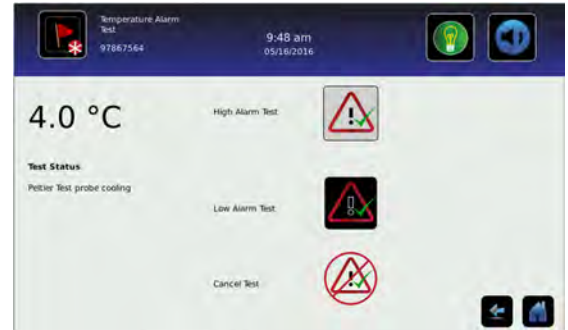 Temperature Alarm
Test
97867564
9:48 am
05/16/2016
4.0 °C
High Alarm Test
Test Status
Peltier Test probe cooling
Low Alarm Test
Cancel Test